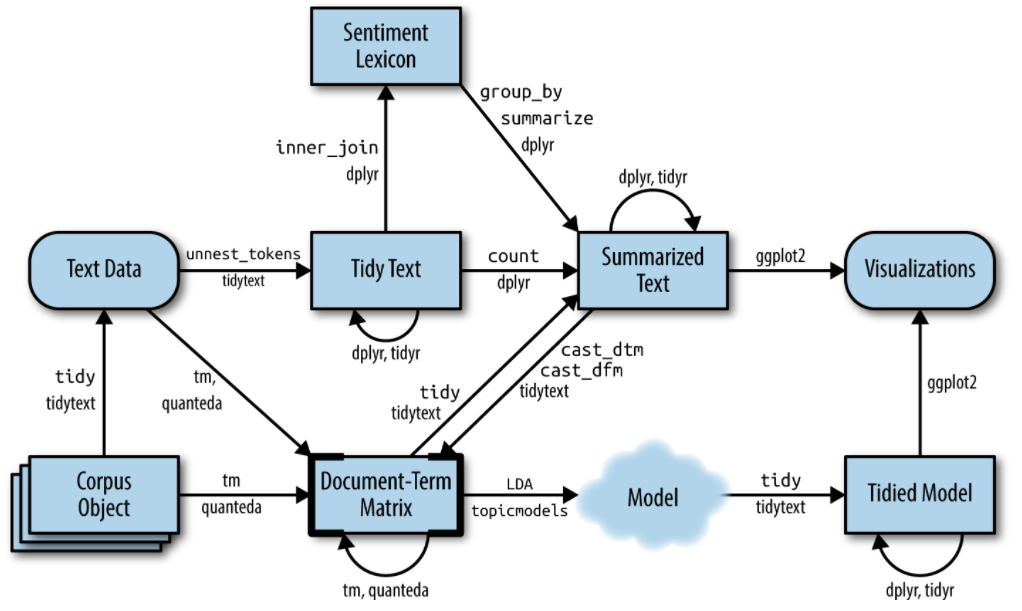 Sentiment
Lexicon
group_by
summarize
dplyr
inner_join
dplyr
dplyr, tidyr
Text Data
unnest_tokens
tidytext
Tidy Text
count
dplyr
Summarized
Text
ggplot2
Visualizations
dplyr, tidyr
tidy
tidytext
tm,
quanteda
tidy
tidytext
cast_dtm
cast_dfm
tidytext
ggplot2
Corpus
Object
tm
quanteda
Document-Term
Matrix
LDA
topicmodels
Model
tidy
tidytext
Tidied Model
tm, quanteda
dplyr, tidyr